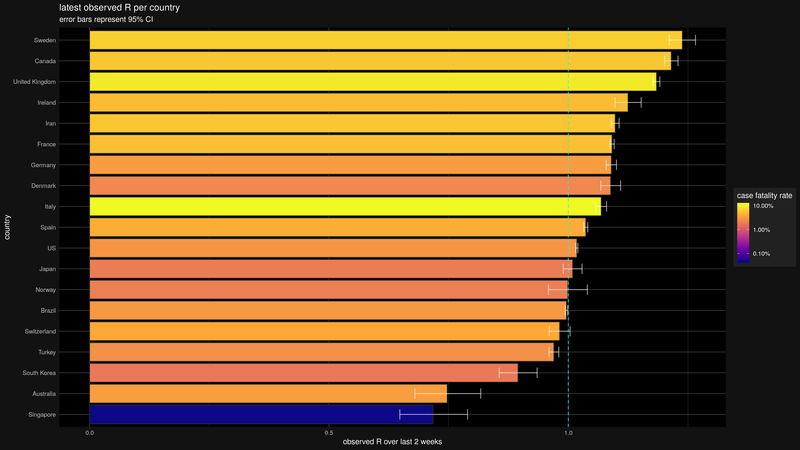 latest observed R per country
error bars represent 95% CI
Sweden
Canada
United Kingdom
Ireland
Iran
France
Germany
Denmark
Italy
Spain
US
Japan
Norway
Brazil
Switzerland
Turkey
South Korea
Australia
Singapore
country
0.0
0.5
1.0
observed R over last 2 weeks
case fatality rate
10.00%
1.00%
0.10%